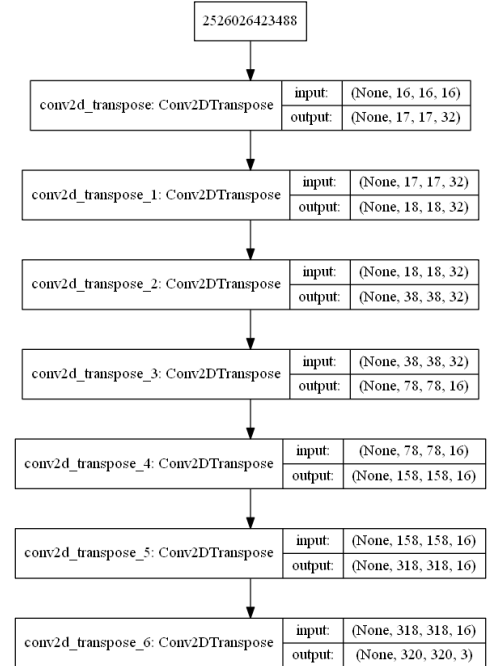 2526026423488
conv2d_transpose: Conv2DTranspose
input: (None, 16, 16, 16)
output: (None, 17, 17, 32)
conv2d_transpose_1: Conv2DTranspose
input: (None, 17, 17, 32)
output: (None, 18, 18, 32)
conv2d_transpose_2: Conv2DTranspose
input: (None, 18, 18, 32)
output: (None, 38, 38, 32)
conv2d_transpose_3: Conv2DTranspose
input: (None, 38, 38, 32)
output: (None, 78, 78, 16)
conv2d_transpose_4: Conv2DTranspose
input: (None, 78, 78, 16)
output: (None, 158, 158, 16)
conv2d_transpose_5: Conv2DTranspose
input: (None, 158, 158, 16)
output: (None, 318, 318, 16)
conv2d_transpose_6: Conv2DTranspose
input: (None, 318, 318, 16)
output: (None, 320, 320, 3)